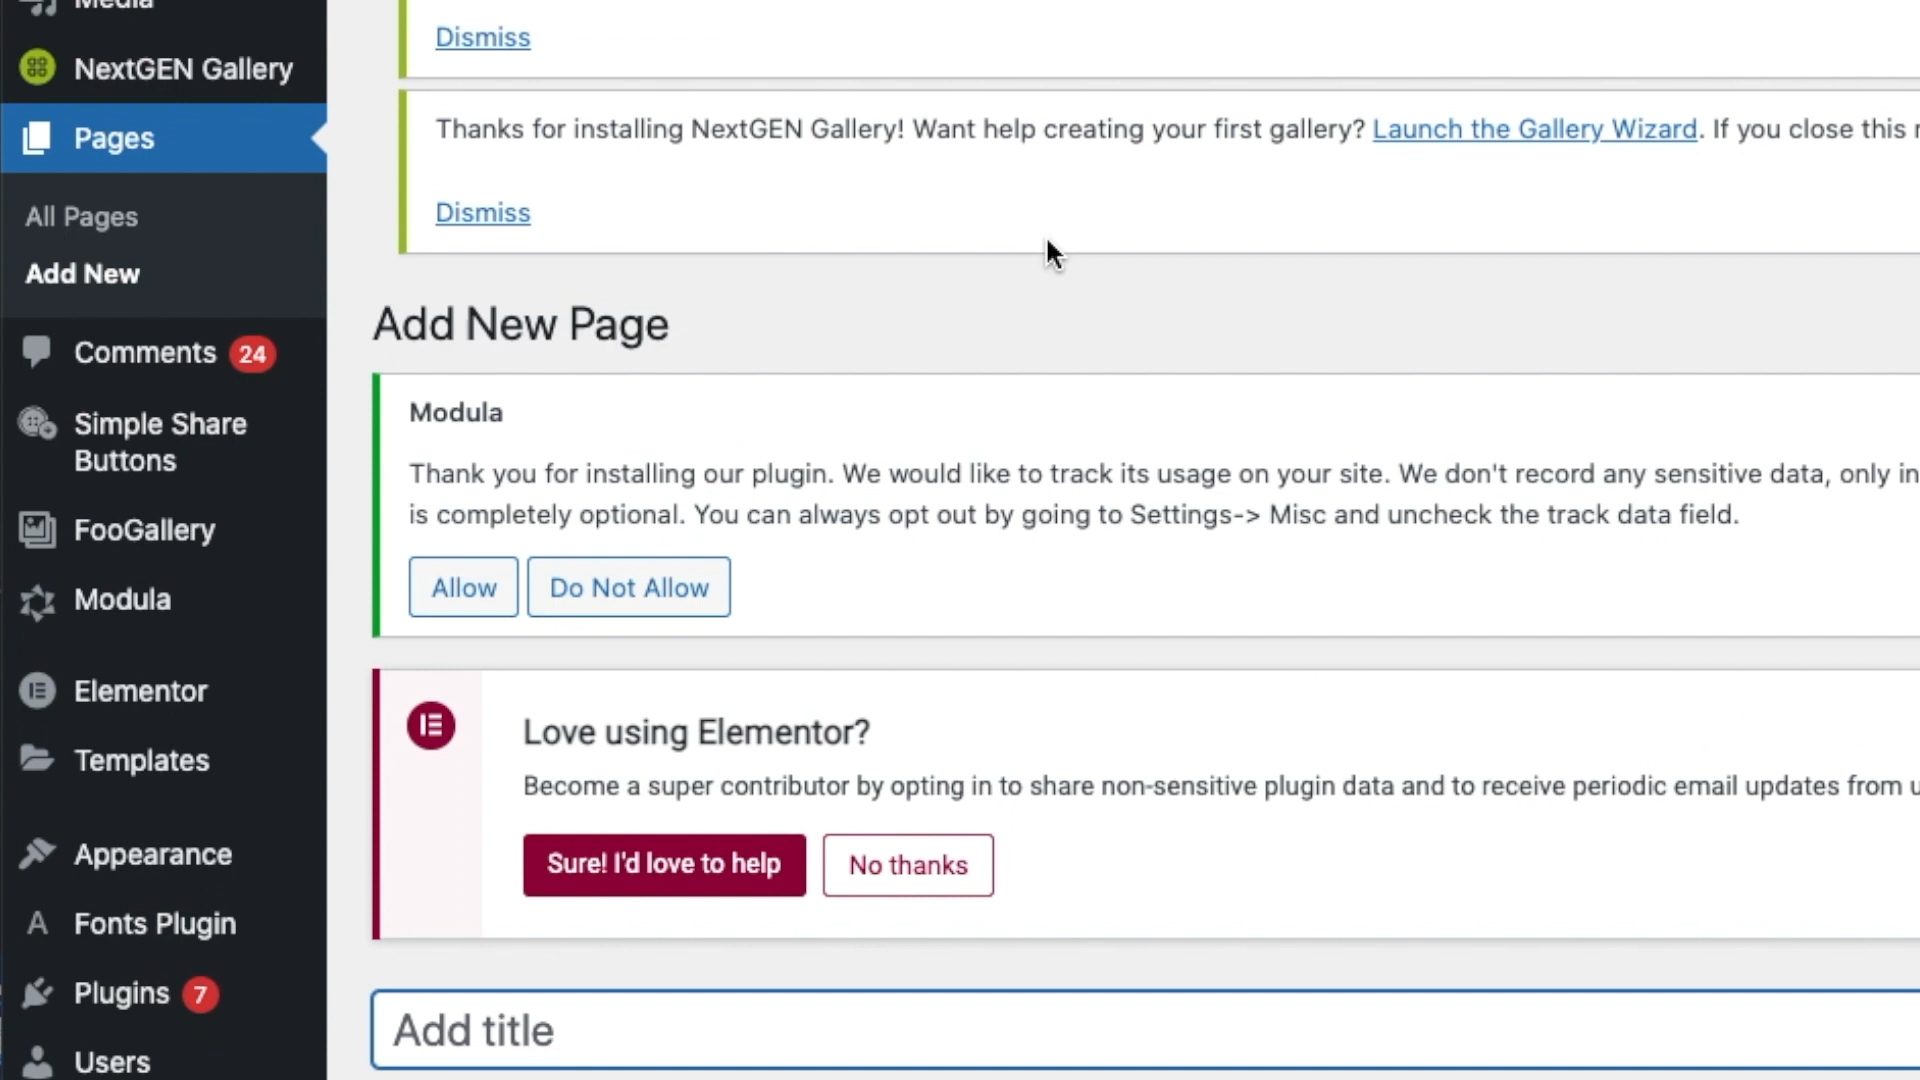 Media
NextGEN Gallery
Pages
All Pages
Add New
Comments 24
Simple Share
Buttons
FooGallery
Modula
Elementor
Templates
Appearance
A Fonts Plugin
Plugins 7
Users
Dismiss
Thanks for installing NextGEN Gallery! Want help creating your first gallery? Launch the Gallery Wizard. If you close this
Dismiss
Add New Page
Modula
Thank you for installing our plugin. We would like to track its usage on your site. We don't record any sensitive data, only
is completely optional. You can always opt out by going to Settings-> Misc and uncheck the track data field.
Allow Do Not Allow
Love using Elementor?
Become a super contributor by opting in to share non-sensitive plugin data and to receive periodic email updates from
Sure! I'd love to help No thanks
Add title